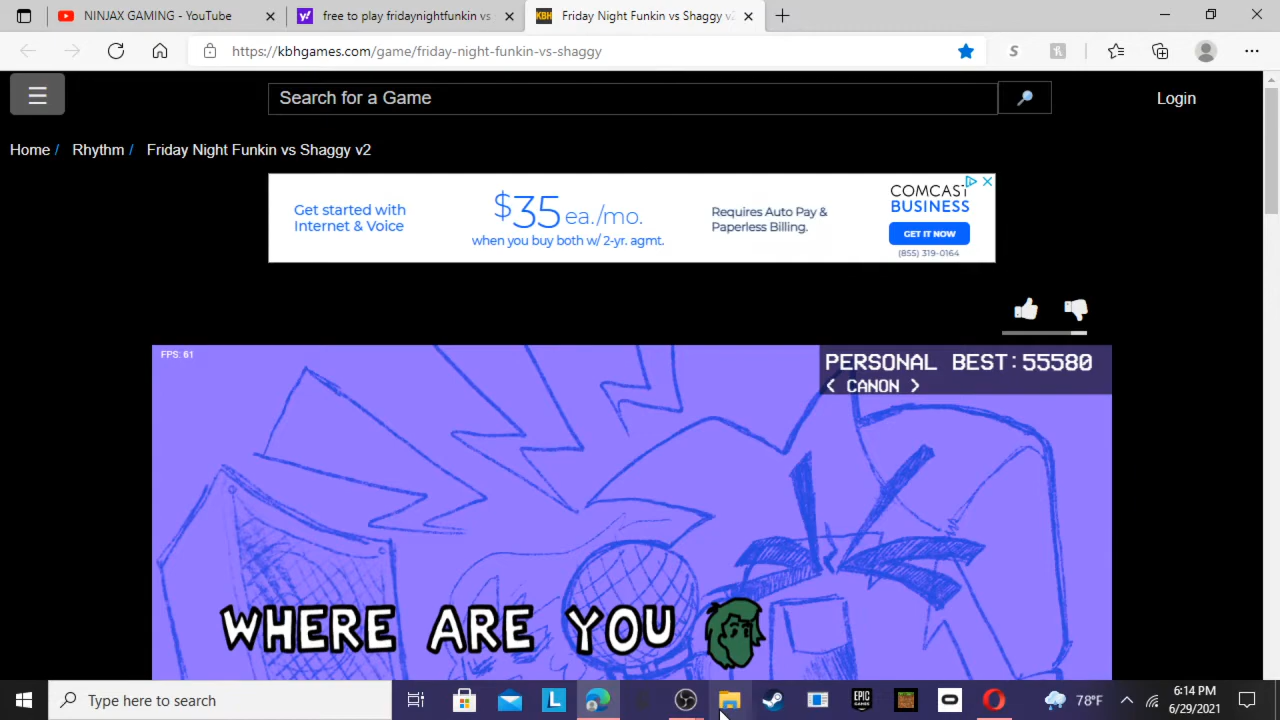 NINJAX GAMING - YouTube
free to play fridaynightfunkin vs
KBH
Friday Night Funkin vs Shaggy v2
https://kbhgames.com/game/friday-night-funkin-vs-shaggy
Search for a Game
Login
Home / Rhythm / Friday Night Funkin vs Shaggy v2
Get started with
Internet & Voice
$35 ea./mo.
when you buy both w/ 2-yr. agmt.
Requires Auto Pay &
Paperless Billing.
COMCAST
BUSINESS
GET IT NOW
(855) 319-0164
FPS: 61
PERSONAL BEST:55580
< CANON >
WHERE ARE YOU
Type here to search
L
EPIC
GAMES
78°F
6:14 PM
6/29/2021